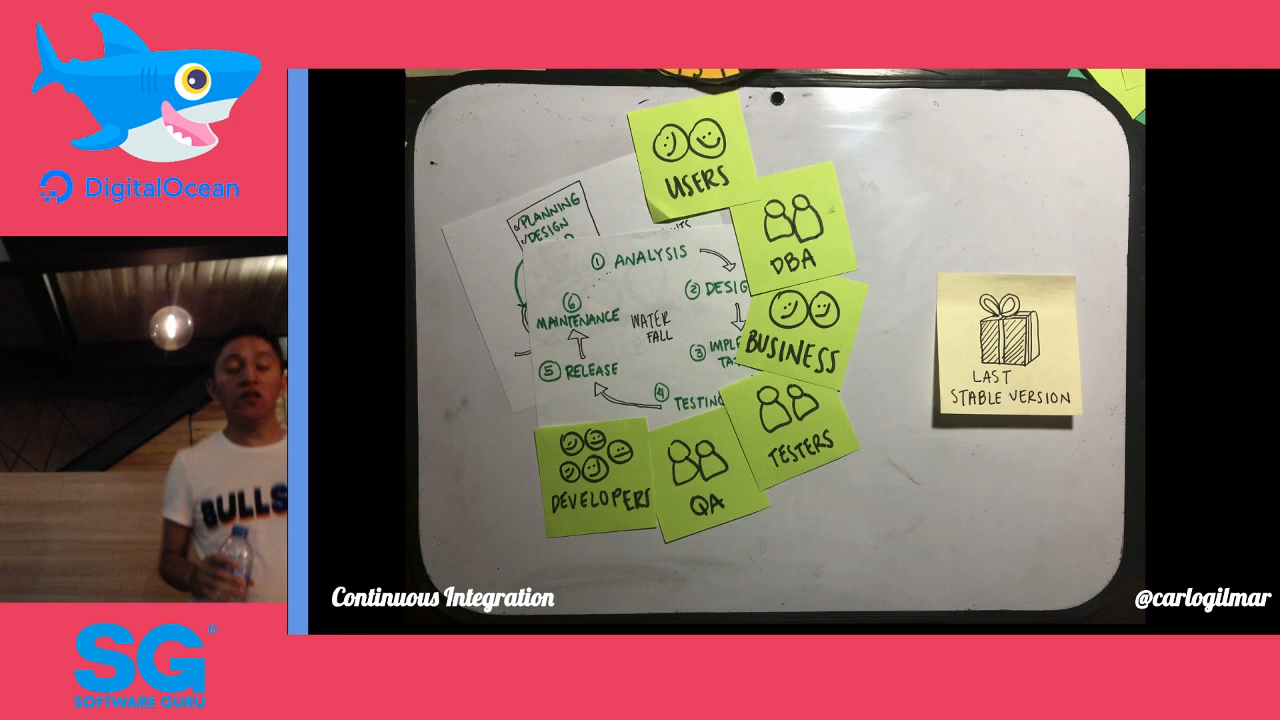 DigitalOcean
BULLS
SG
SOFTWARE GURU
USERS
DBA
BUSINESS
TESTERS
QA
DEVELOPERS
✓PLANNING
✓DESIGN
① ANALYSIS
② DESIG
③ IMPLE
TA
④ TESTING
⑤ RELEASE
⑥
MAINTENANCE
WATER
FALL
LAST
STABLE VERSION
Continuous Integration
@carlogilmar